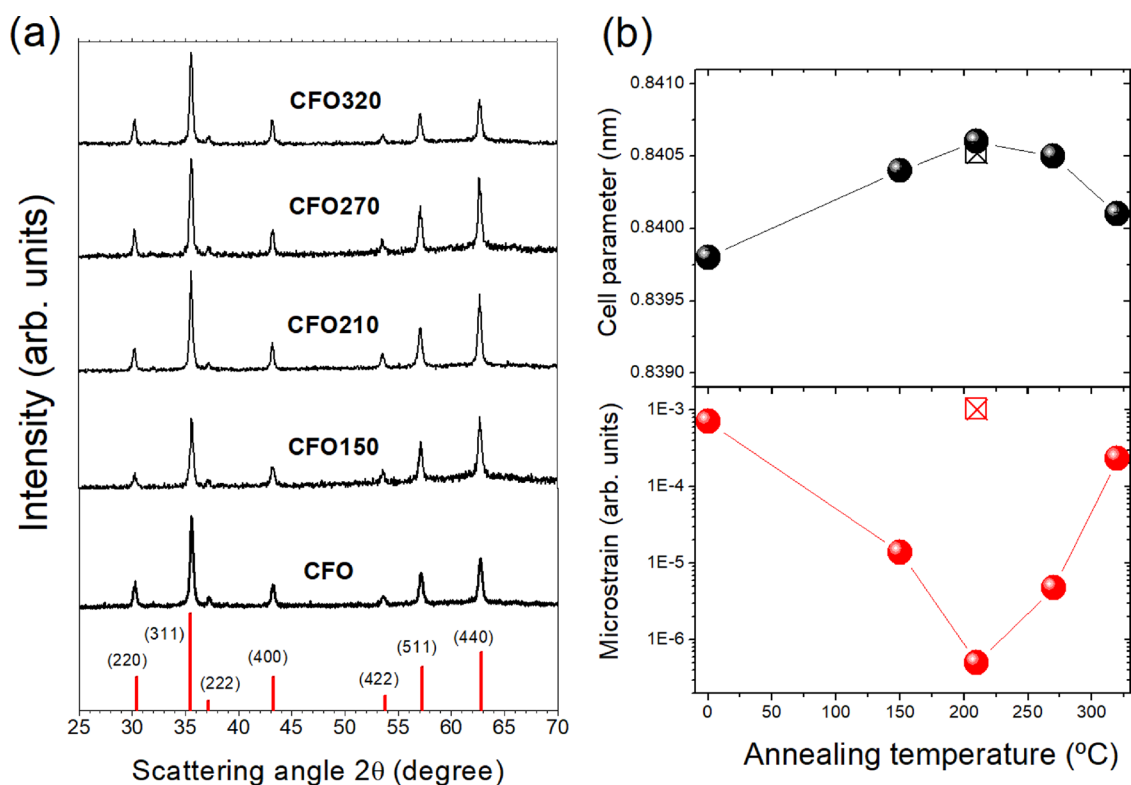 (a)
Intensity (arb. units)
CFO320
CFO270
CFO210
CFO150
CFO
(220)
(311)
(222)
(400)
(422)
(511)
(440)
25 30 35 40 45 50 55 60 65 70
Scattering angle 2θ (degree)
(b)
Cell parameter (nm)
0.8410
0.8405
0.8400
0.8395
0.8390
Microstrain (arb. units)
1E-3
1E-4
1E-5
1E-6
0 50 100 150 200 250 300
Annealing temperature (ºC)